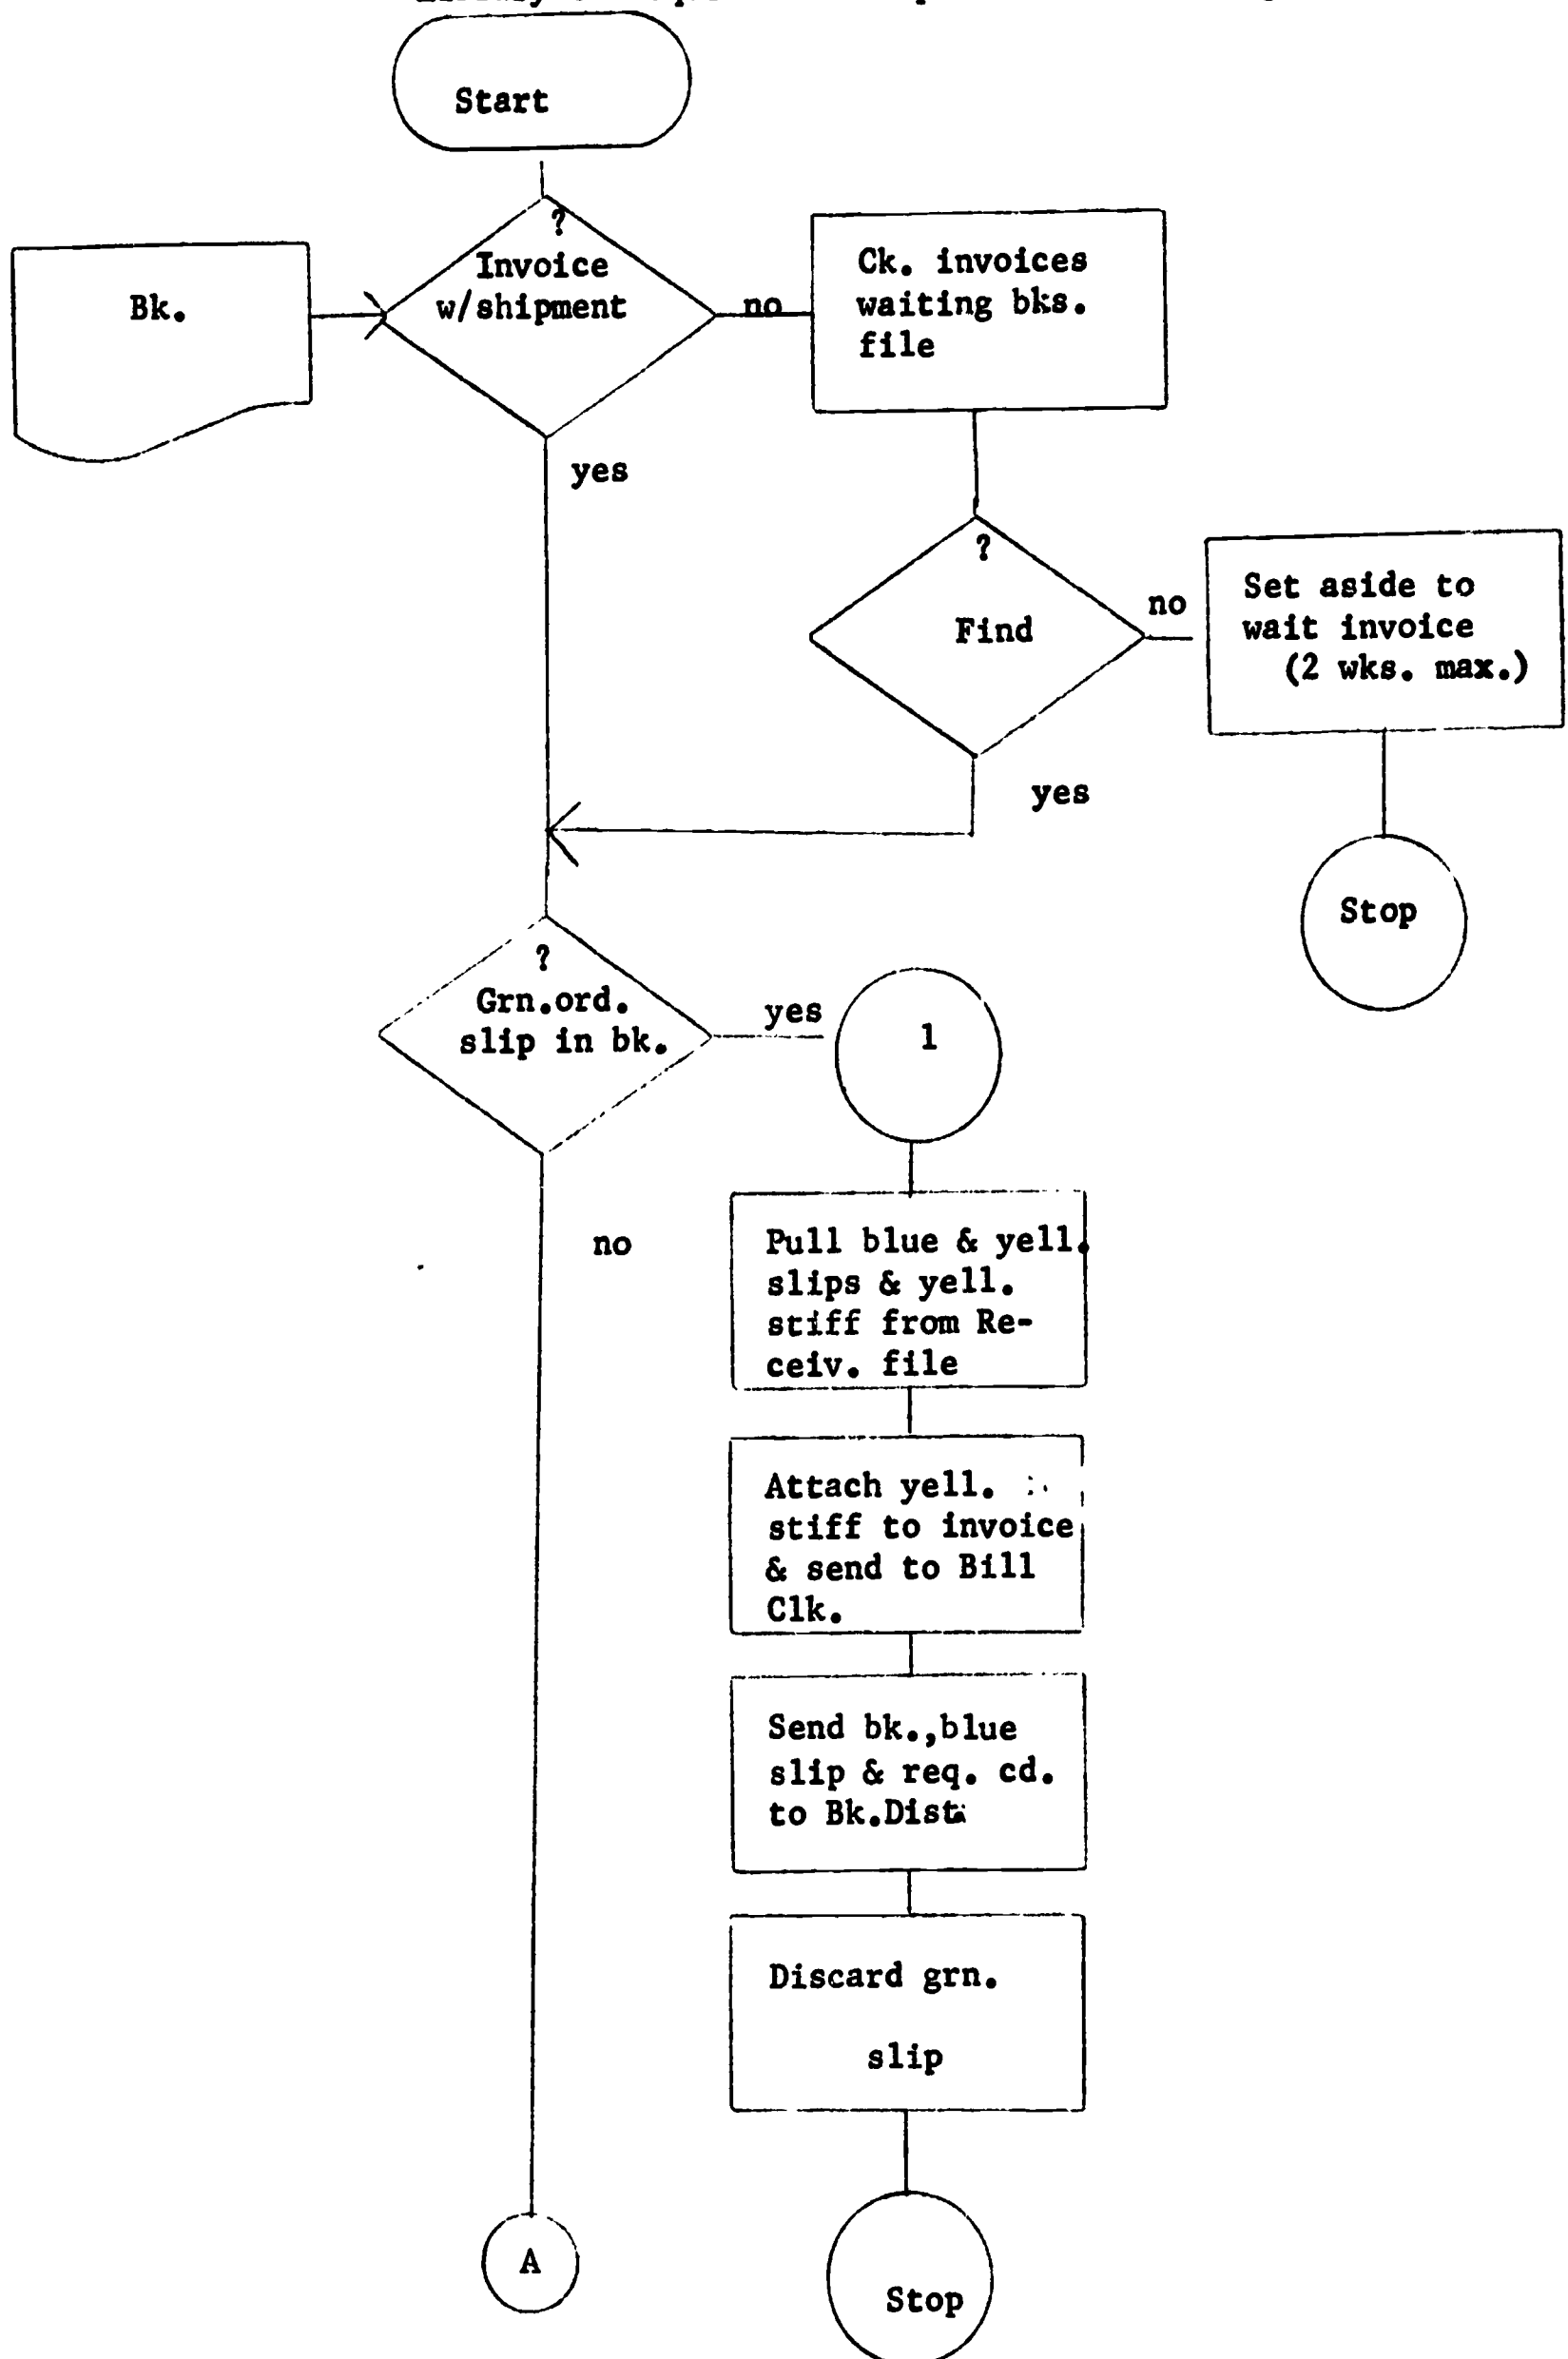 Start
Bk.
?
Invoice
w/shipment
no
Ck. invoices
waiting bks.
file
yes
?
Find
no
Set aside to
wait invoice
(2 wks. max.)
yes
Stop
?
Grn.ord.
slip in bk.
yes
1
no
Pull blue & yell.
slips & yell.
stiff from Re-
ceiv. file
Attach yell.
stiff to invoice
& send to Bill
Clk.
Send bk.,blue
slip & req. cd.
to Bk.Dist.
Discard grn.
slip
A
Stop